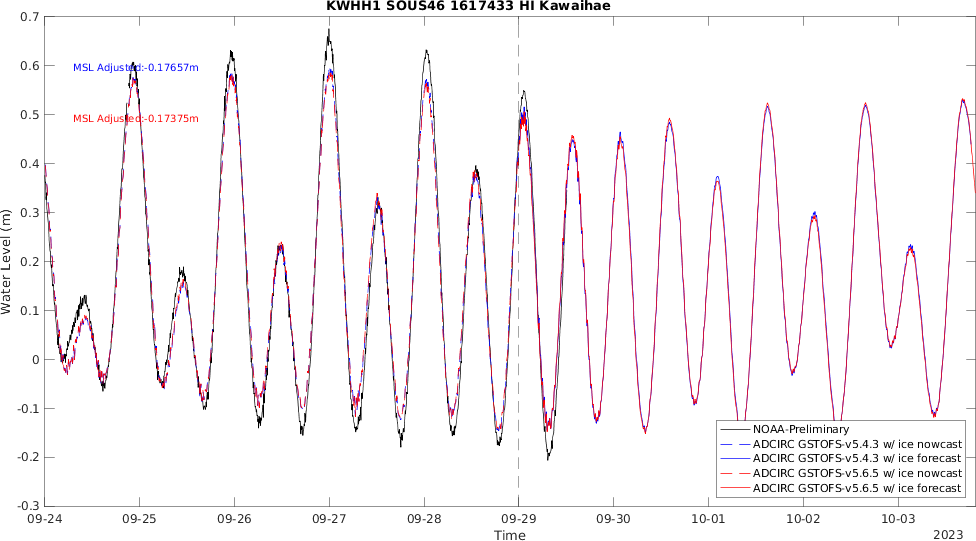 KWHH1 SOUS46 1617433 HI Kawaihae
0.7
0.6
0.5
0.4
0.3
0.2
0.1
0
-0.1
-0.2
-0.3
Water Level (m)
MSL Adjusted:-0.17657m
MSL Adjusted:-0.17375m
NOAA-Preliminary
ADCIRC GSTOFS-v5.4.3 w/ ice nowcast
ADCIRC GSTOFS-v5.4.3 w/ ice forecast
ADCIRC GSTOFS-v5.6.5 w/ ice nowcast
ADCIRC GSTOFS-v5.6.5 w/ ice forecast
09-24 09-25 09-26 09-27 09-28 09-29 09-30 10-01 10-02 10-03
Time
2023